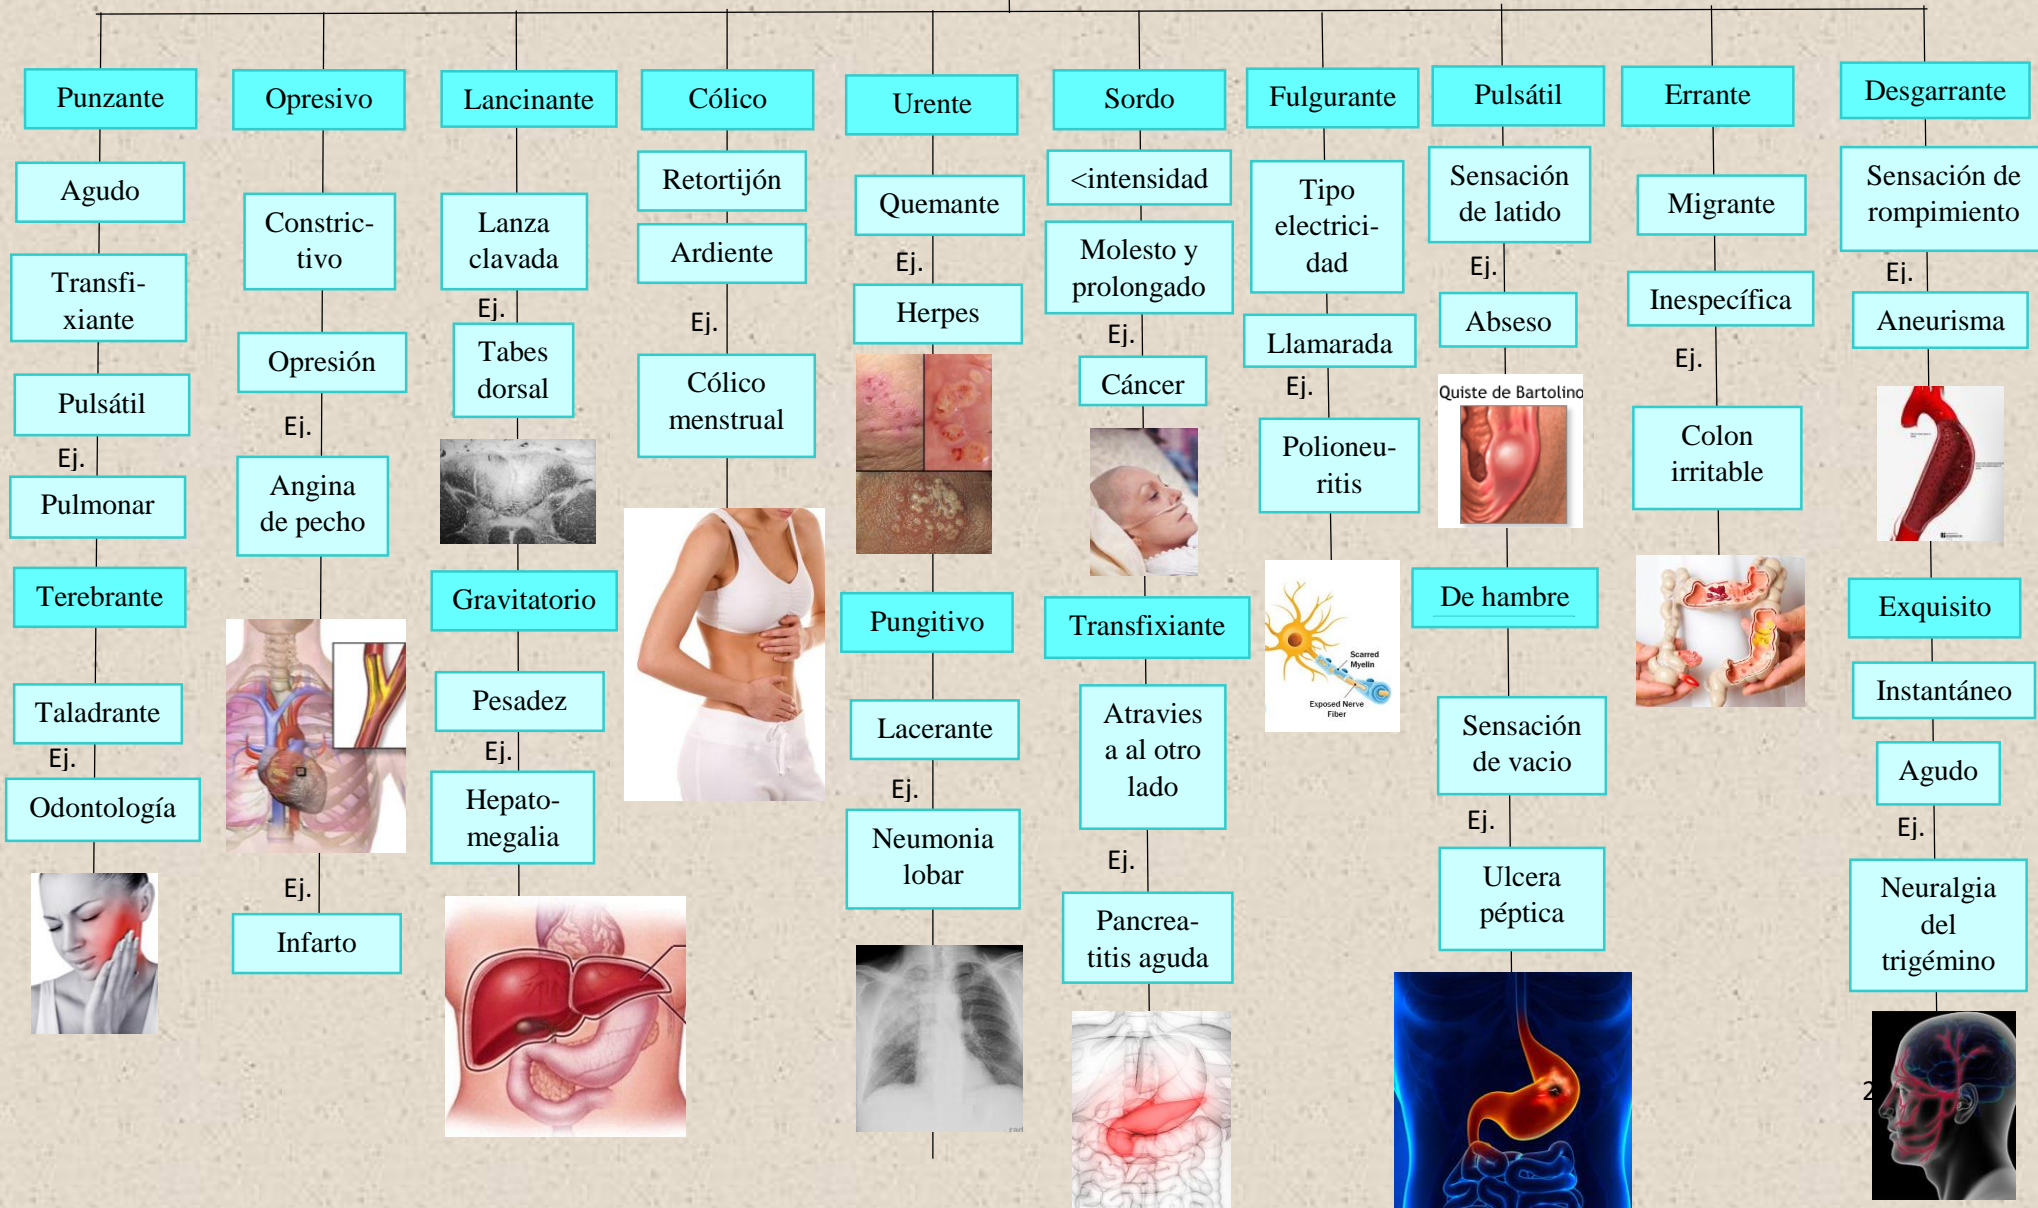 Punzante
Agudo
Transfi-
xiante
Pulsátil
Ej.
Pulmonar
Terebrante
Taladrante
Ej.
Odontología
Opresivo
Constric-
tivo
Opresión
Ej.
Angina
de pecho
Ej.
Infarto
Lancinante
Lanza
clavada
Ej.
Tabes
dorsal
Gravitatorio
Pesadez
Ej.
Hepato-
megalia
Cólico
Retortijón
Ardiente
Ej.
Cólico
menstrual
Urente
Quemante
Ej.
Herpes
Pungitivo
Lacerante
Ej.
Neumonia
lobar
Sordo
<intensidad
Molesto y
prolongado
Ej.
Cáncer
Transfixiante
Atravies
a al otro
lado
Ej.
Pancrea-
titis aguda
Fulgurante
Tipo
electrici-
dad
Llamarada
Ej.
Polioneu-
ritis
Scarred
Myelin
Exposed Nerve
Fiber
Pulsátil
Sensación
de latido
Ej.
Abseso
Quiste de Bartolino
De hambre
Sensación
de vacio
Ej.
Ulcera
péptica
Errante
Migrante
Inespecífica
Ej.
Colon
irritable
Desgarrante
Sensación de
rompimiento
Ej.
Aneurisma
Exquisito
Instantáneo
Agudo
Ej.
Neuralgia
del
trigémino
2